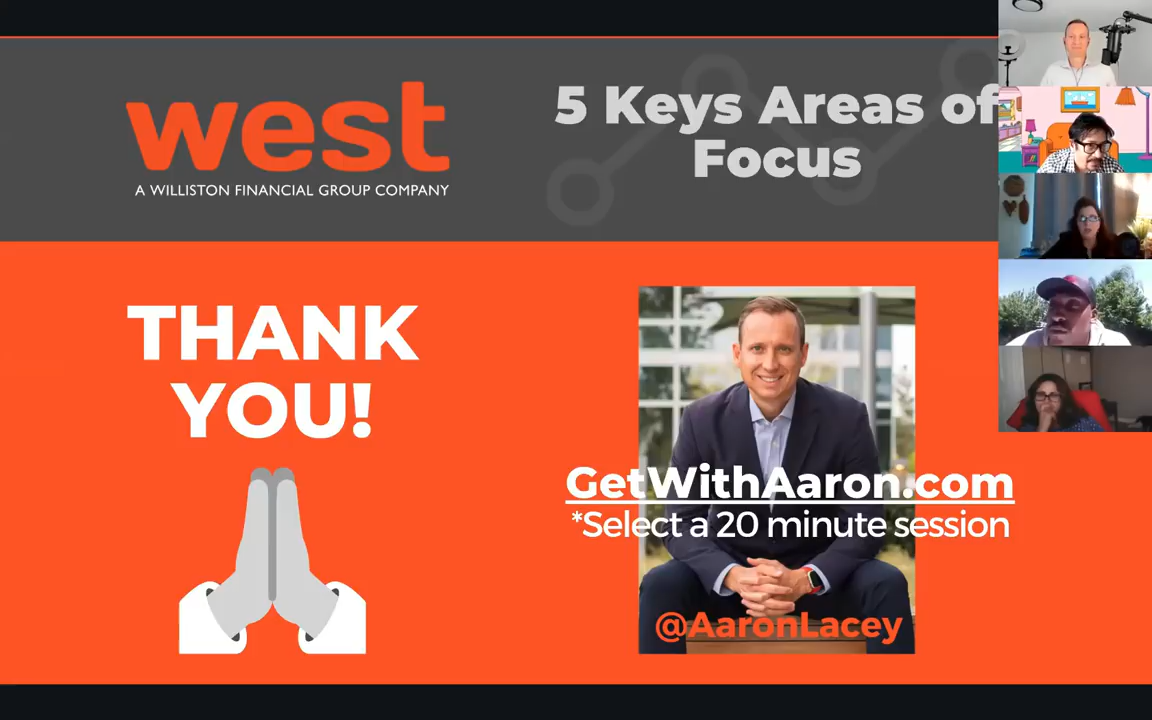 west
A WILLISTON FINANCIAL GROUP COMPANY
5 Keys Areas of
Focus
THANK
YOU!
GetWithAaron.com
*Select a 20 minute session
@AaronLacey